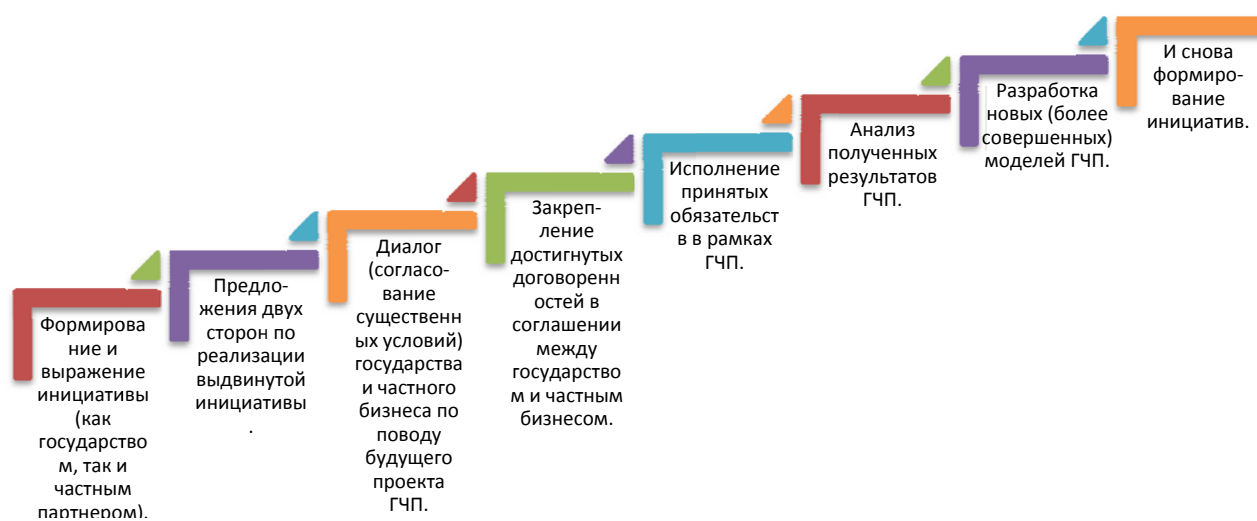 Формирова
ние и
выражение
инициативы
(как
государство
м, так и
частным
партнером).
Предло-
жения двух
сторон по
реализации
выдвинутой
инициативы
.
Диалог
(согласо-
вание
существенн
ых условий)
государства
и частного
бизнеса по
поводу
будущего
проекта
ГЧП.
Закреп-
ление
достигнутых
договоренн
остей в
соглашении
между
государство
м и частным
бизнесом.
Исполнение
принятых
обязательст
в в рамках
ГЧП.
Анализ
полученных
результатов
ГЧП.
Разработка
новых (более
совершенных)
моделей ГЧП.
И снова
формиро-
вание
инициатив.